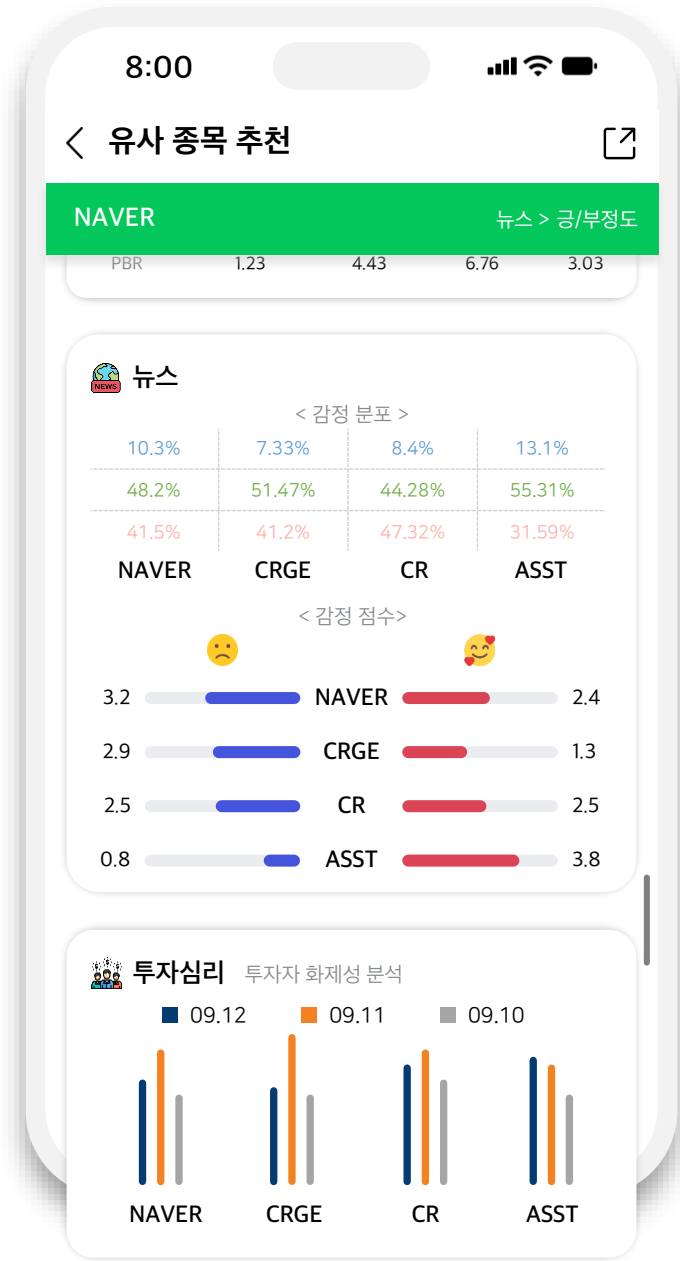 8:00
유사 종목 추천
NAVER 뉴스 > 긍/부정도
PBR 1.23 4.43 6.76 3.03
NEWS 뉴스
< 감정 분포 >
10.3% 7.33% 8.4% 13.1%
48.2% 51.47% 44.28% 55.31%
41.5% 41.2% 47.32% 31.59%
NAVER CRGE CR ASST
< 감정 점수>
3.2 NAVER 2.4
2.9 CRGE 1.3
2.5 CR 2.5
0.8 ASST 3.8
투자심리 투자자 화제성 분석
09.12 09.11 09.10
NAVER CRGE CR ASST